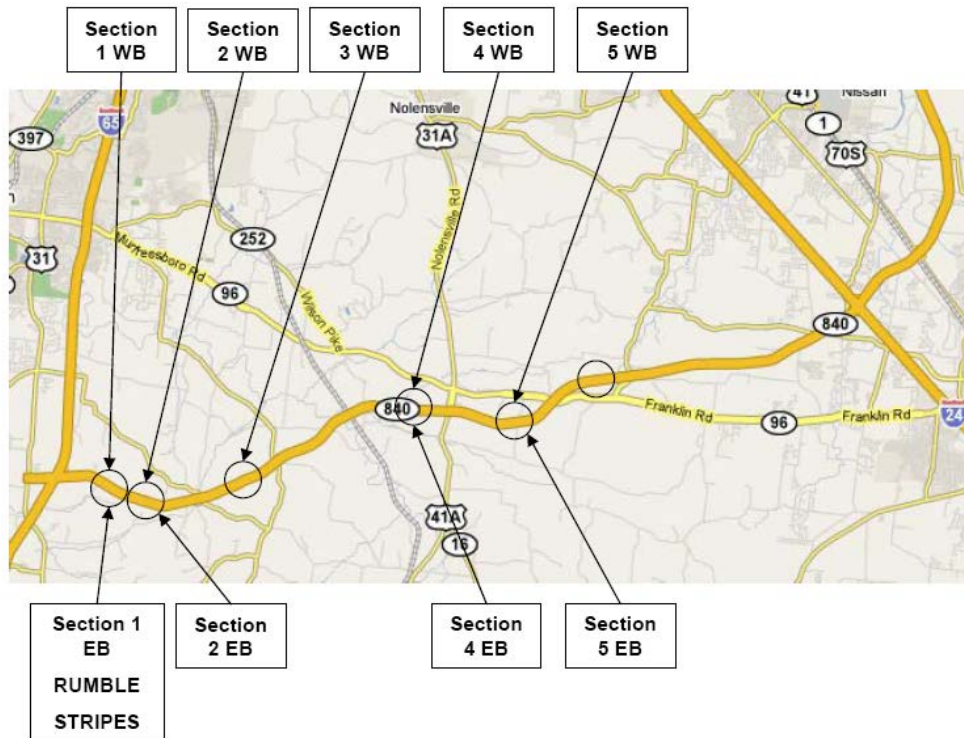 Section
1 WB
Section
2 WB
Section
3 WB
Section
4 WB
Section
5 WB
41
Nissan
65
Nolensville
1
397
31A
70S
Nolensville Rd
252
31
Murfreesboro Rd
96
Wilson Pike
840
840
Franklin Rd
96
Franklin Rd
24
41A
16
Section 1
EB
RUMBLE
STRIPES
Section
2 EB
Section
4 EB
Section
5 EB